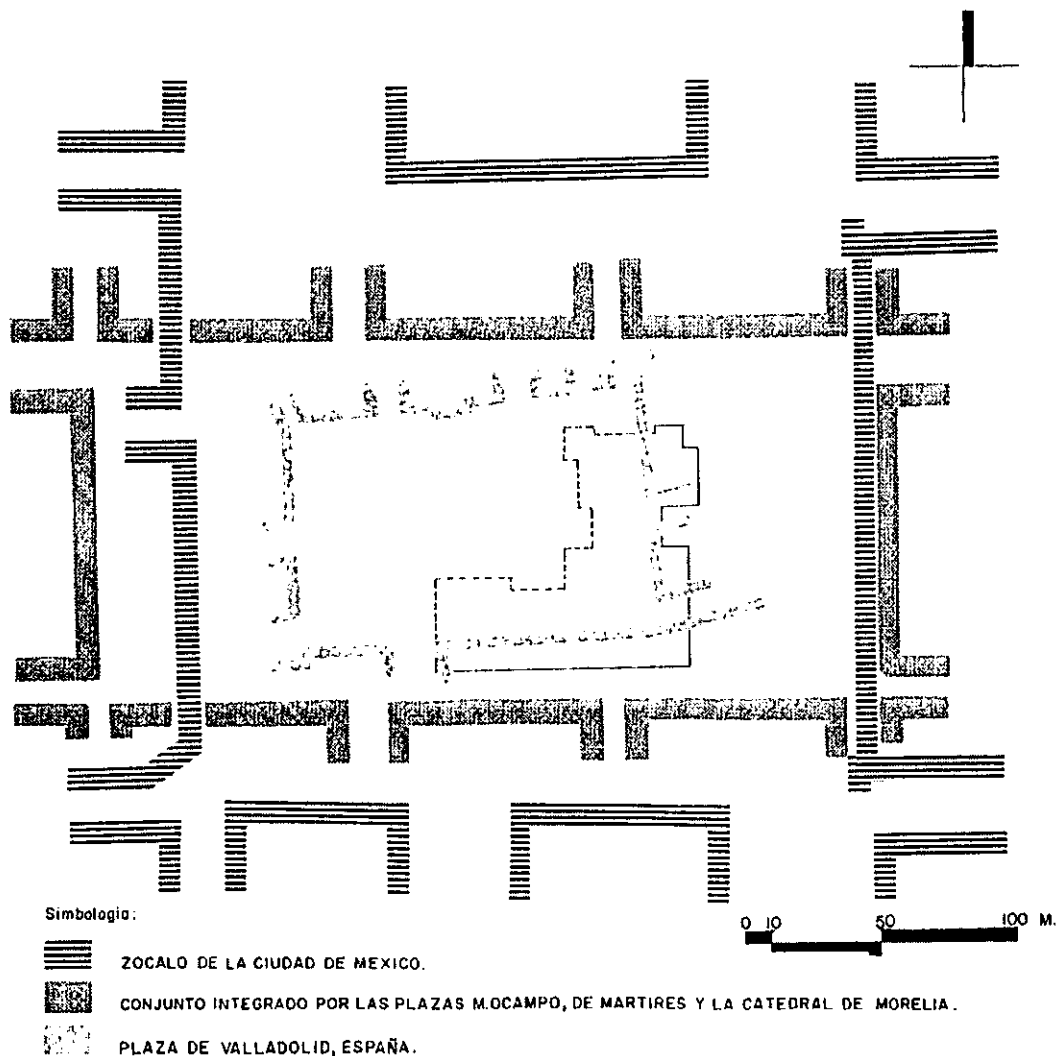 Simbología:
0 10 50 100 M.
ZOCALO DE LA CIUDAD DE MEXICO.
CONJUNTO INTEGRADO POR LAS PLAZAS M.OCAMPO, DE MARTIRES Y LA CATEDRAL DE MORELIA.
PLAZA DE VALLADOLID, ESPAÑA.